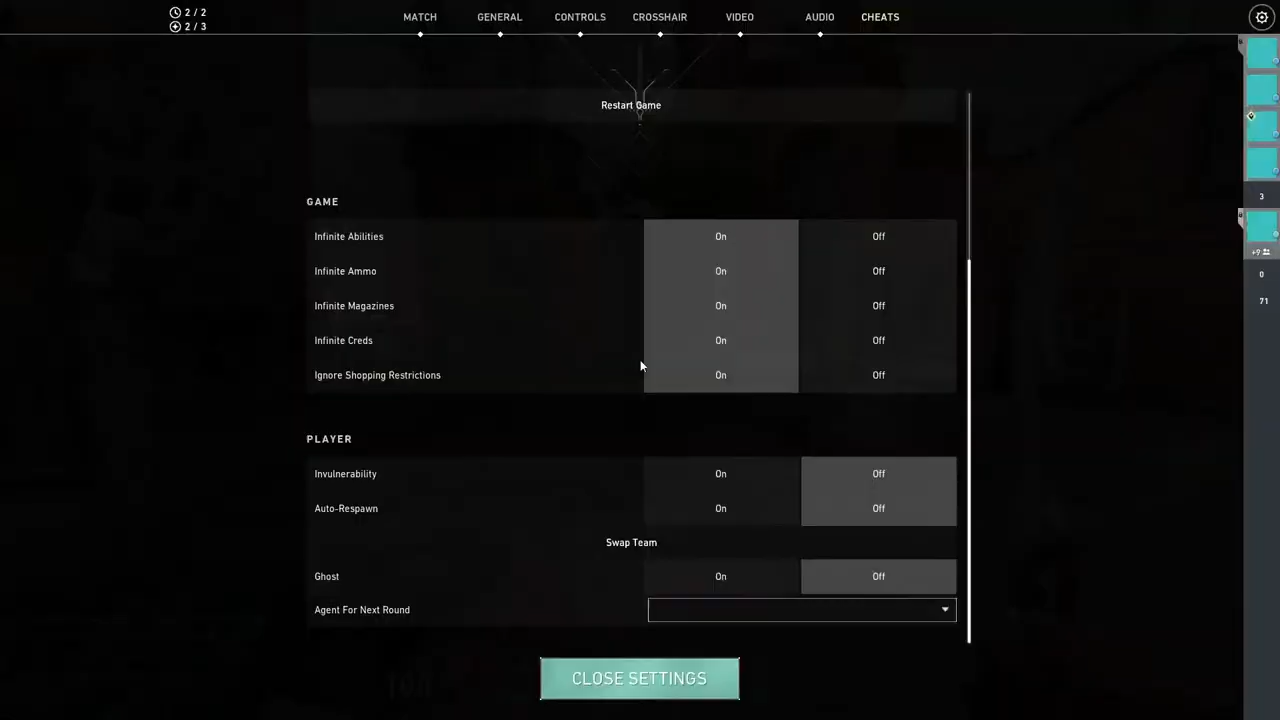 2 / 2
2 / 3
MATCH GENERAL CONTROLS CROSSHAIR VIDEO AUDIO CHEATS
Restart Game
GAME
Infinite Abilities On Off
Infinite Ammo On Off
Infinite Magazines On Off
Infinite Creds On Off
Ignore Shopping Restrictions On Off
PLAYER
Invulnerability On Off
Auto-Respawn On Off
Swap Team
Ghost On Off
Agent For Next Round
CLOSE SETTINGS
3
+9
0
71